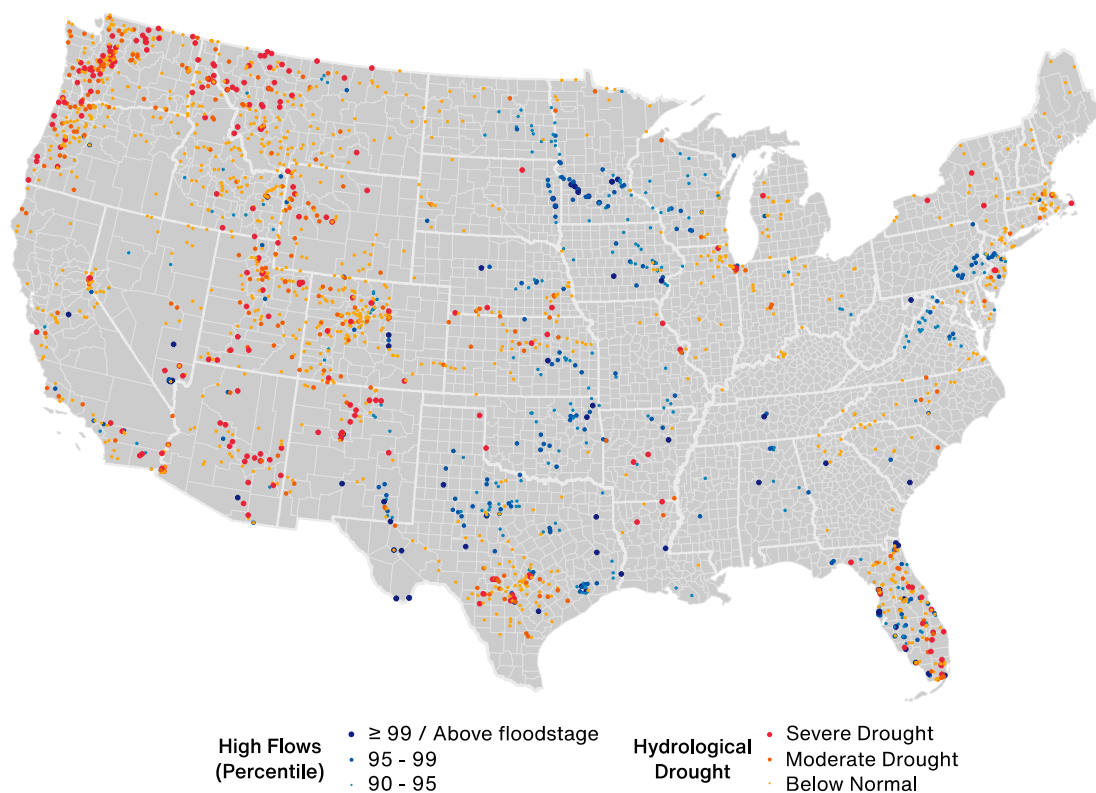 High Flows
(Percentile)
≥ 99 / Above floodstage
95 - 99
90 - 95
Hydrological
Drought
Severe Drought
Moderate Drought
Below Normal